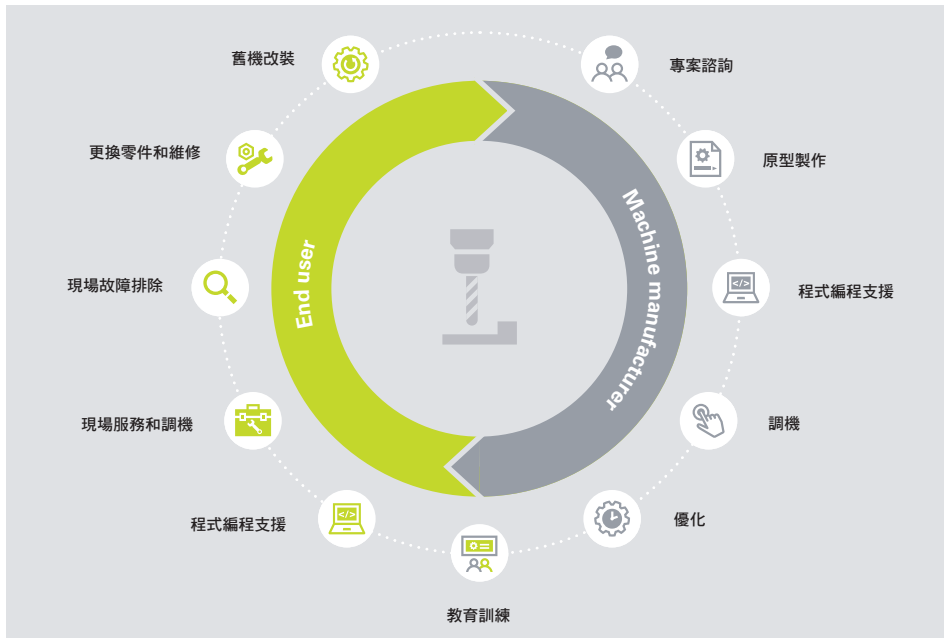 舊機改裝
專案諮詢
更換零件和維修
原型製作
End user
Machine manufacturer
現場故障排除
程式編程支援
</>
現場服務和調機
調機
程式編程支援
</>
優化
教育訓練